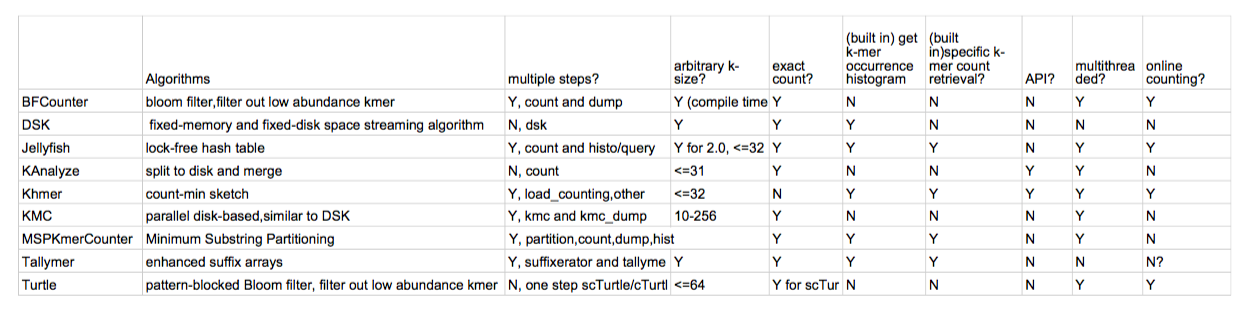 Algorithms | multiple steps? | arbitrary k-size? | exact count? | (built in) get k-mer occurrence histogram | (built in)specific k-mer count retrieval? | API? | multithreaded? | online counting?
BFCounter | bloom filter,filter out low abundance kmer | Y, count and dump | Y (compile time | Y | N | N | N | Y | Y
DSK | fixed-memory and fixed-disk space streaming algorithm | N, dsk | Y | Y | Y | N | N | N | N
Jellyfish | lock-free hash table | Y, count and histo/query | Y for 2.0, <=32 | Y | Y | Y | N | Y | Y
KAnalyze | split to disk and merge | N, count | <=31 | Y | N | N | Y | Y | N
Khmer | count-min sketch | Y, load_counting,other | <=32 | N | Y | Y | Y | Y | Y
KMC | parallel disk-based,similar to DSK | Y, kmc and kmc_dump | 10-256 | Y | N | N | N | Y | N
MSPKmerCounter | Minimum Substring Partitioning | Y, partition,count,dump,hist | Y | Y | Y | N | Y | N
Tallymer | enhanced suffix arrays | Y, suffixerator and tallyme | Y | Y | Y | Y | N | N | N?
Turtle | pattern-blocked Bloom filter, filter out low abundance kmer | N, one step scTurtle/cTurtl | <=64 | Y for scTur | N | N | N | Y | Y